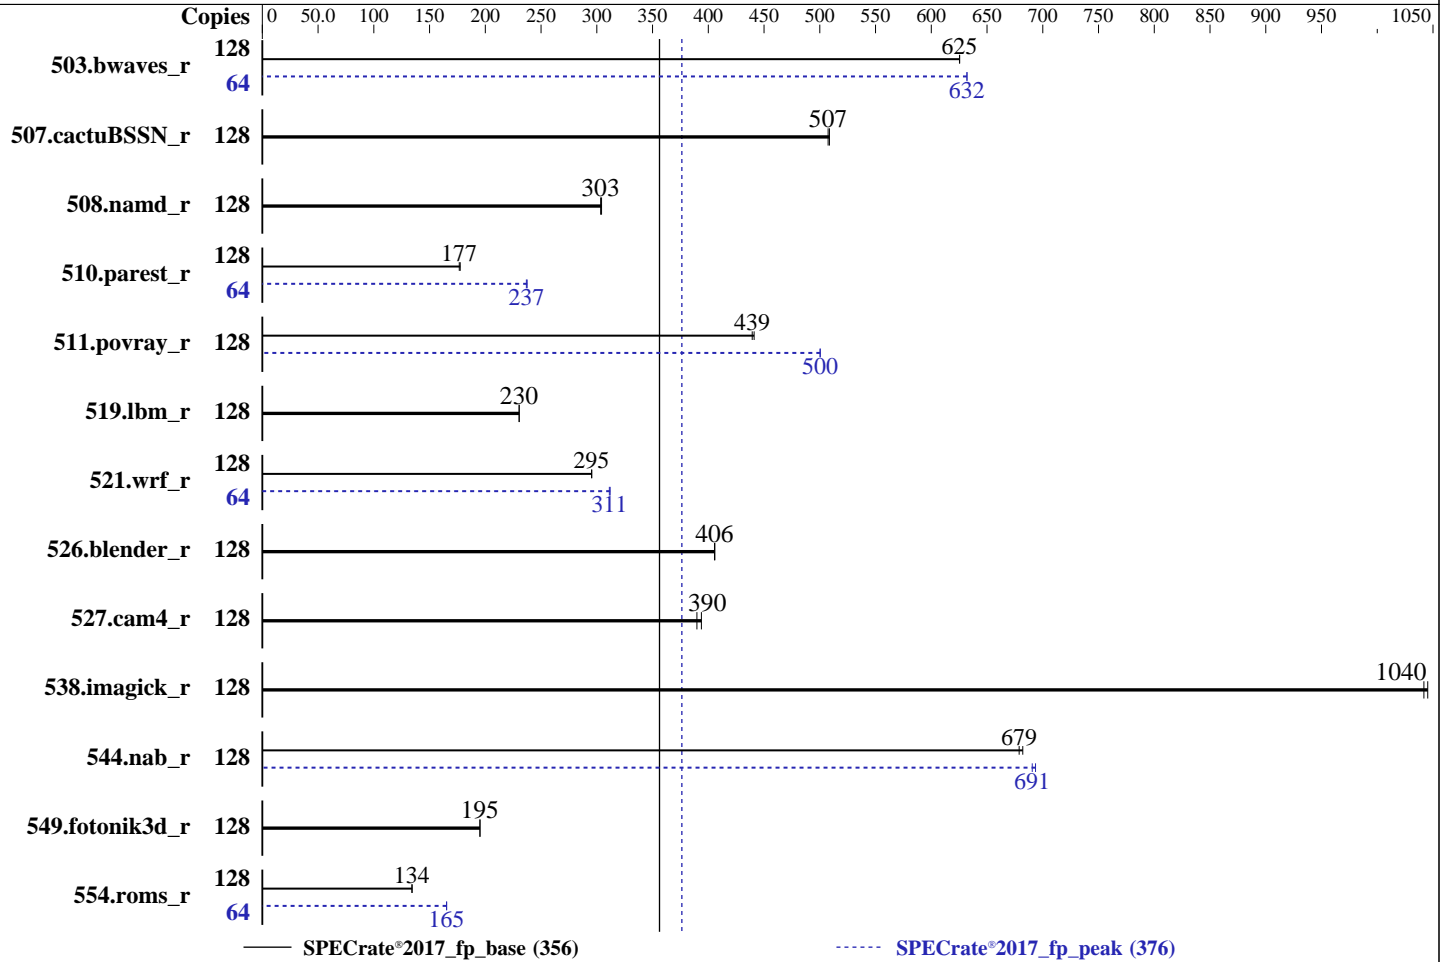 Copies 0 50.0 100 150 200 250 300 350 400 450 500 550 600 650 700 750 800 850 900 950 1050
503.bwaves_r 128 625
64 632
507.cactuBSSN_r 128 507
508.namd_r 128 303
510.parest_r 128 177
64 237
511.povray_r 128 439
500
519.lbm_r 128 230
521.wrf_r 128 295
64 311
526.blender_r 128 406
527.cam4_r 128 390
538.imagick_r 128 1040
544.nab_r 128 679
691
549.fotonik3d_r 128 195
554.roms_r 128 134
64 165
SPECrate®2017_fp_base (356) SPECrate®2017_fp_peak (376)